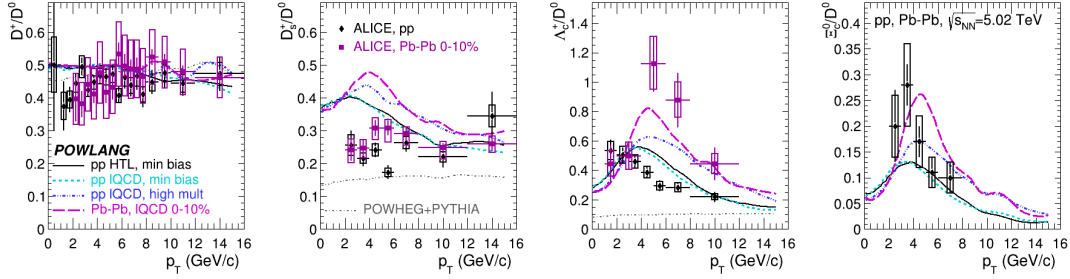 D⁺/D⁰
0.7
0.6
0.5
0.4
0.3
0.2
0.1
0
POWLANG
pp HTL, min bias
pp lQCD, min bias
pp lQCD, high mult
Pb-Pb, lQCD 0-10%
0 2 4 6 8 10 12 14 16
p_T (GeV/c)
D_s⁺/D⁰
0.6
0.5
0.4
0.3
0.2
0.1
0
ALICE, pp
ALICE, Pb-Pb 0-10%
POWHEG+PYTHIA
0 2 4 6 8 10 12 14 16
p_T (GeV/c)
Λ_c⁺/D⁰
1.4
1.2
1
0.8
0.6
0.4
0.2
0
0 2 4 6 8 10 12 14 16
p_T (GeV/c)
Ξ_c⁰/D⁰
0.4
0.35
0.3
0.25
0.2
0.15
0.1
0.05
0
pp, Pb-Pb, √s_NN=5.02 TeV
0 2 4 6 8 10 12 14 16
p_T (GeV/c)